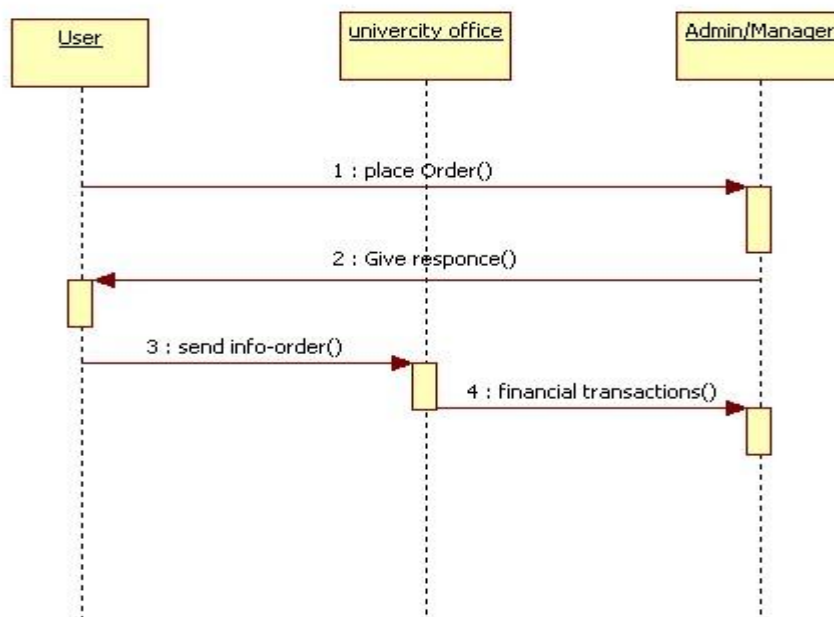 User
univercity office
Admin/Manager
1 : place Order()
2 : Give responce()
3 : send info-order()
4 : financial transactions()